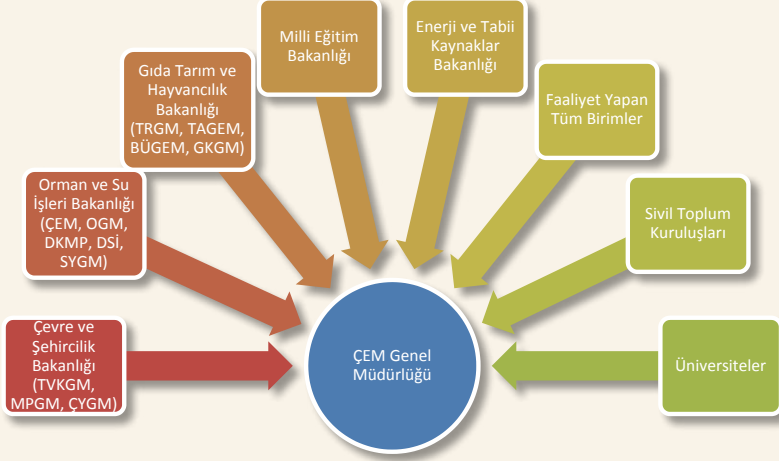 Çevre ve
Şehircilik
Bakanlığı
(TVKGM,
MPGM, ÇYGM)
Orman ve Su
İşleri Bakanlığı
(ÇEM, OGM,
DKMP, DSİ,
SYGM)
Gıda Tarım ve
Hayvancılık
Bakanlığı
(TRGM, TAGEM,
BÜGEM, GKGM)
Milli Eğitim
Bakanlığı
Enerji ve Tabii
Kaynaklar
Bakanlığı
Faaliyet Yapan
Tüm Birimler
Sivil Toplum
Kuruluşları
Üniversiteler
ÇEM Genel
Müdürlüğü